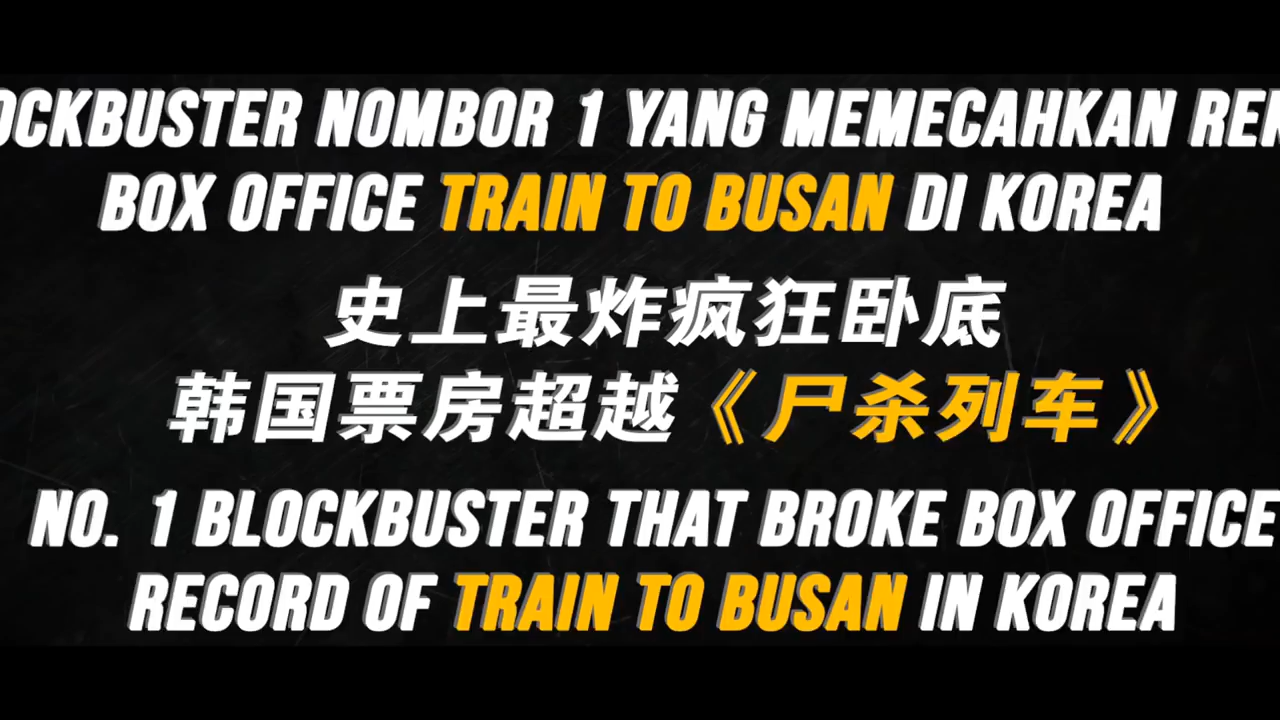 OCKBUSTER NOMBOR 1 YANG MEMECAHKAN REK
BOX OFFICE TRAIN TO BUSAN DI KOREA
史上最炸疯狂卧底
韩国票房超越《尸杀列车》
NO. 1 BLOCKBUSTER THAT BROKE BOX OFFICE
RECORD OF TRAIN TO BUSAN IN KOREA